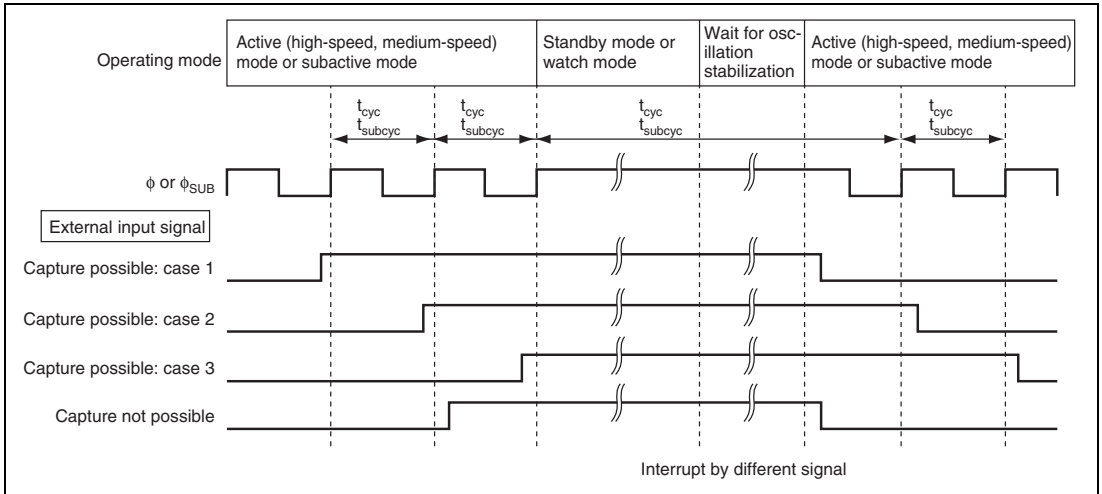 Operating mode
Active (high-speed, medium-speed)
mode or subactive mode
Standby mode or
watch mode
Wait for osc-
illation
stabilization
Active (high-speed, medium-speed)
mode or subactive mode
tcyc
tsubcyc
tcyc
tsubcyc
tcyc
tsubcyc
tcyc
tsubcyc
ϕ or ϕSUB
External input signal
Capture possible: case 1
Capture possible: case 2
Capture possible: case 3
Capture not possible
Interrupt by different signal